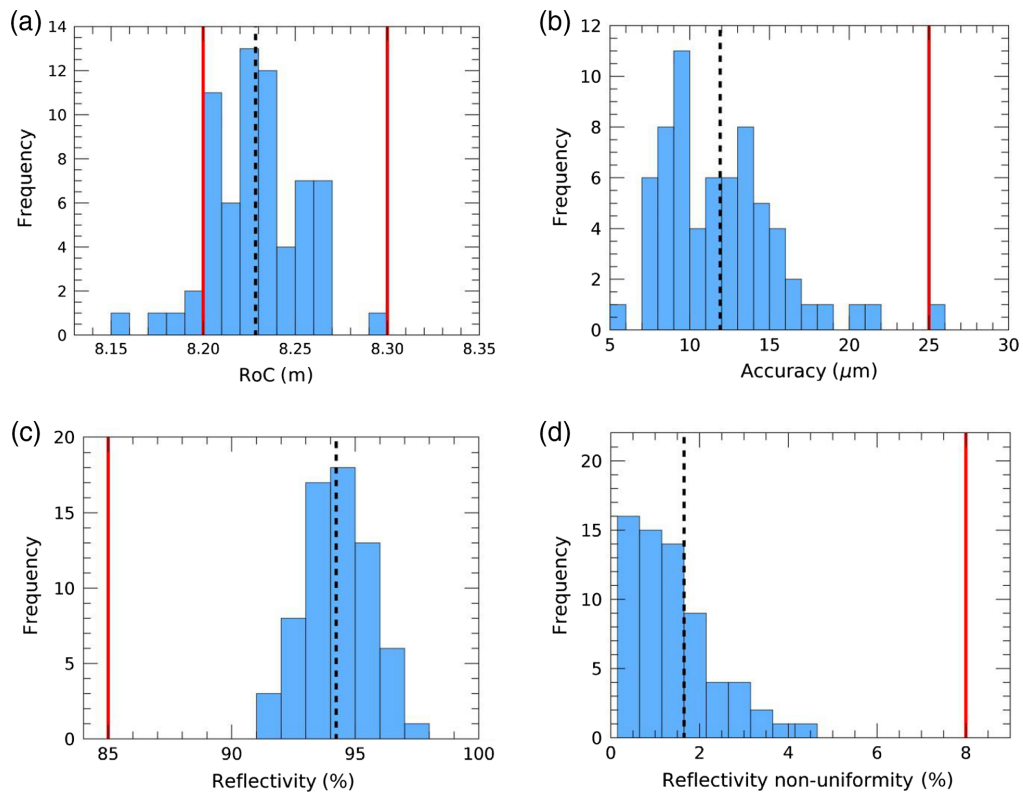 (a)
14
12
10
8
6
4
2
0
Frequency
8.15 8.20 8.25 8.30 8.35
RoC (m)
(b)
12
10
8
6
4
2
0
Frequency
5 10 15 20 25 30
Accuracy (μm)
(c)
20
15
10
5
0
Frequency
85 90 95 100
Reflectivity (%)
(d)
20
15
10
5
0
Frequency
0 2 4 6 8
Reflectivity non-uniformity (%)